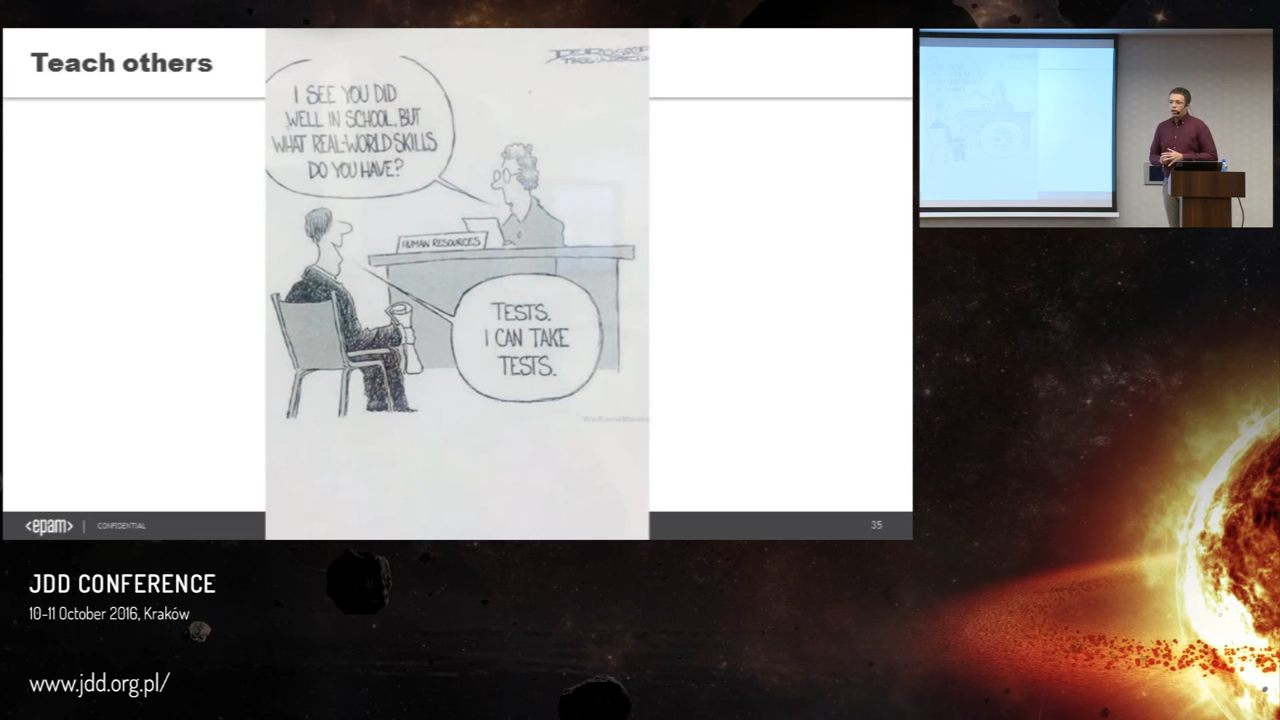 Teach others
I SEE YOU DID
WELL IN SCHOOL, BUT
WHAT REAL-WORLD SKILLS
DO YOU HAVE?
HUMAN RESOURCES
TESTS.
I CAN TAKE
TESTS.
<epam> | CONFIDENTIAL
35
JDD CONFERENCE
10-11 October 2016, Kraków
www.jdd.org.pl/